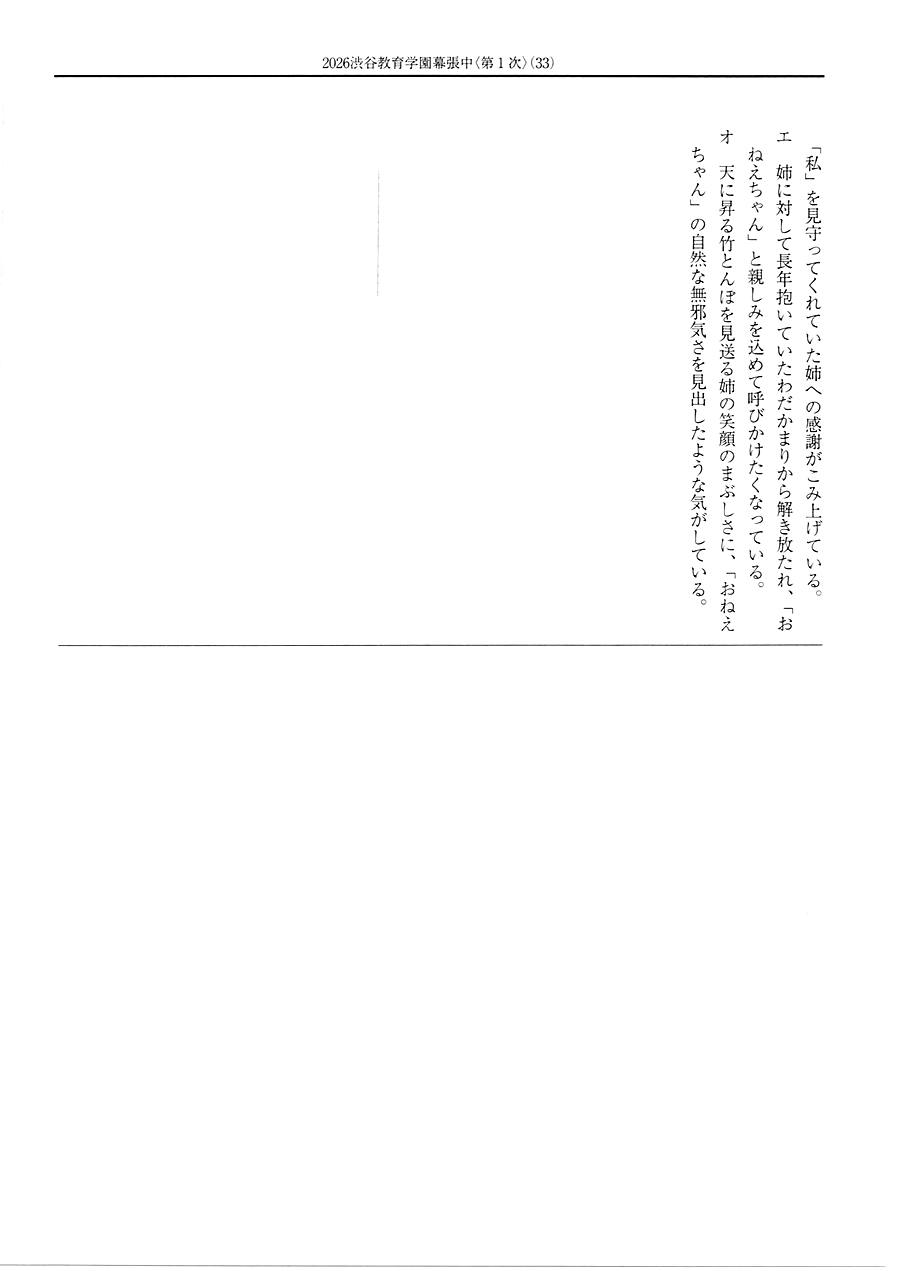 2026渋谷教育学園幕張中〈第1次〉(33)
「私」を見守ってくれていた姉への感謝がこみ上げている。
エ 姉に対して長年抱いていたわだかまりから解き放たれ、「お
ねえちゃん」と親しみを込めて呼びかけたくなっている。
オ 天に昇る竹とんぼを見送る姉の笑顔のまぶしさに、「おねえ
ちゃん」の自然な無邪気さを見出したような気がしている。